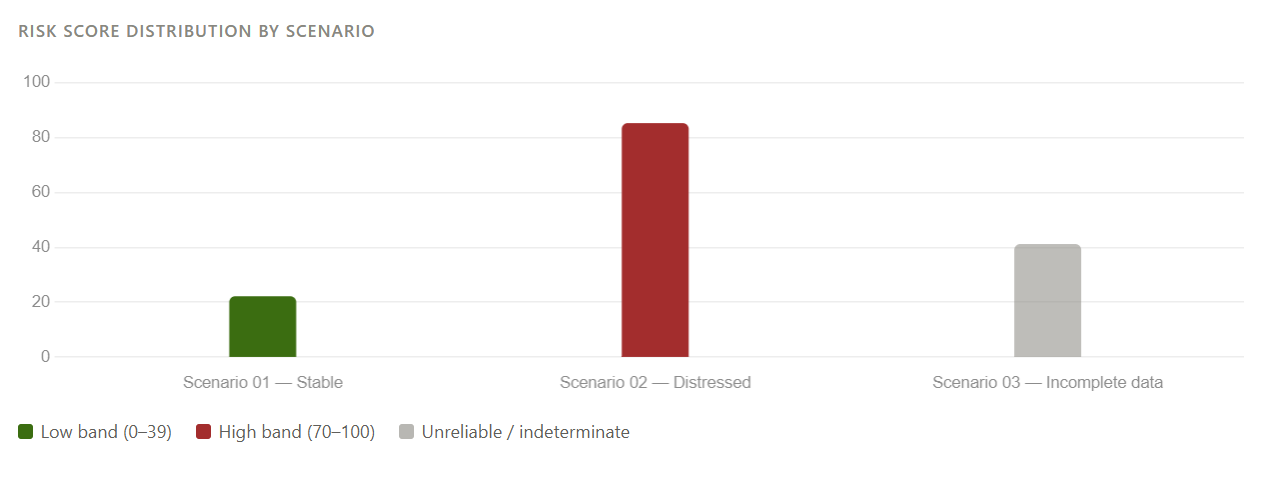 RISK SCORE DISTRIBUTION BY SCENARIO
100
80
60
40
20
0
Scenario 01 — Stable
Scenario 02 — Distressed
Scenario 03 — Incomplete data
Low band (0–39)
High band (70–100)
Unreliable / indeterminate